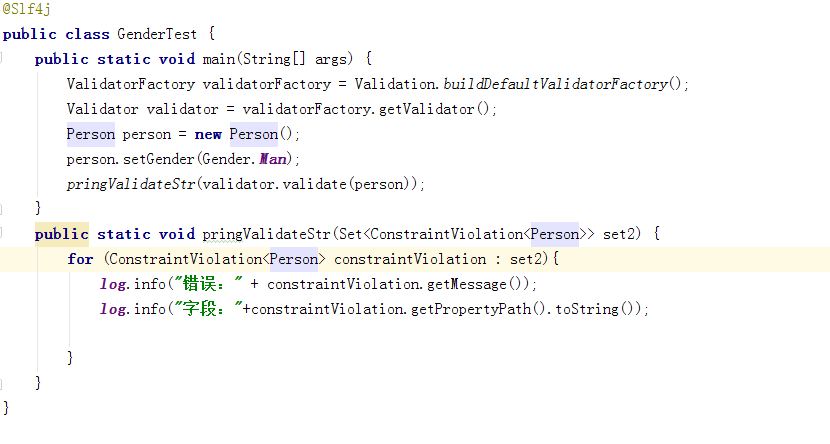 @Slf4j
public class GenderTest {
    public static void main(String[] args) {
        ValidatorFactory validatorFactory = Validation.buildDefaultValidatorFactory();
        Validator validator = validatorFactory.getValidator();
        Person person = new Person();
        person.setGender(Gender.Man);
        pringValidateStr(validator.validate(person));
    }
    public static void pringValidateStr(Set<ConstraintViolation<Person>> set2) {
        for (ConstraintViolation<Person> constraintViolation : set2){
            log.info("错误：" + constraintViolation.getMessage());
            log.info("字段："+constraintViolation.getPropertyPath().toString());
        }
    }
}